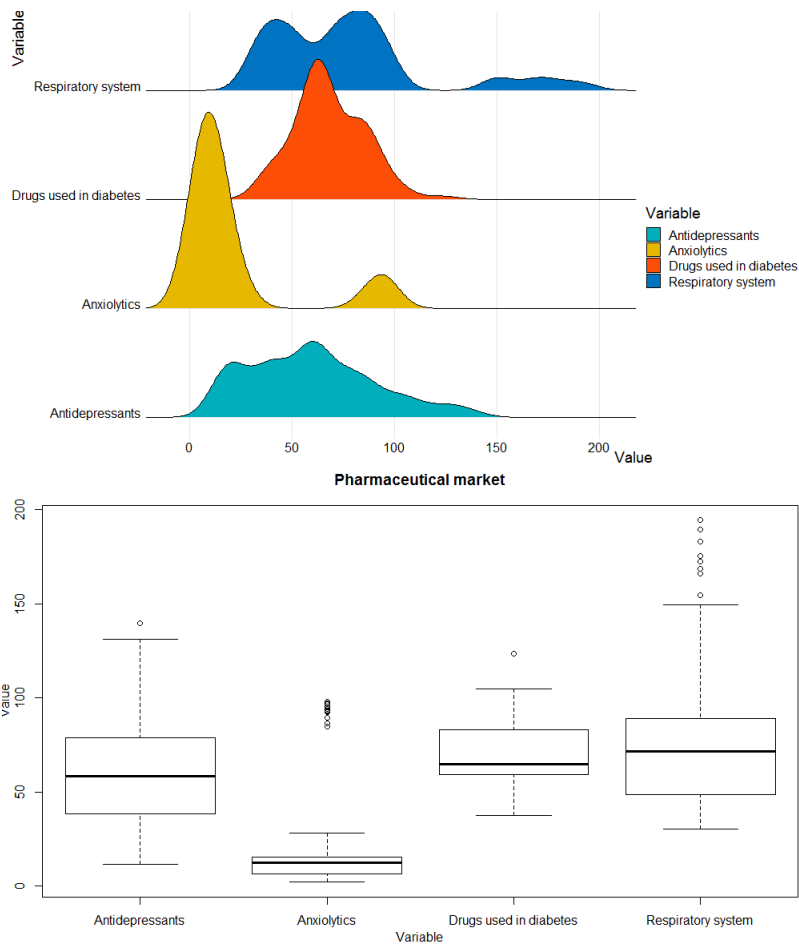 Variable
Respiratory system
Drugs used in diabetes
Anxiolytics
Antidepressants
0 50 100 150 200
Value
Variable
Antidepressants
Anxiolytics
Drugs used in diabetes
Respiratory system
Pharmaceutical market
200
150
100
50
0
value
Antidepressants Anxiolytics Drugs used in diabetes Respiratory system
Variable